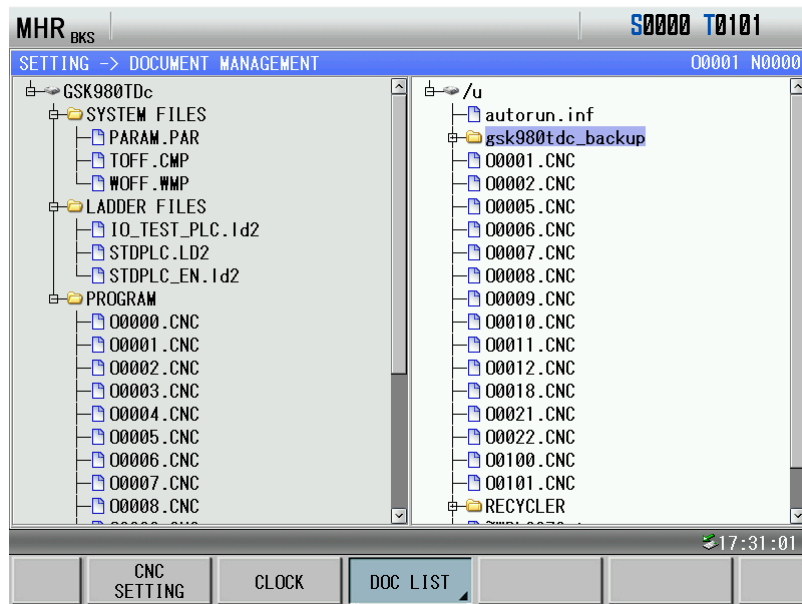 MHR BKS S0000 T0101
SETTING -> DOCUMENT MANAGEMENT O0001 N0000
GSK980TDc
SYSTEM FILES
PARAM.PAR
TOFF.CMP
WOFF.WMP
LADDER FILES
IO_TEST_PLC.ld2
STDPLC.LD2
STDPLC_EN.ld2
PROGRAM
O0000.CNC
O0001.CNC
O0002.CNC
O0003.CNC
O0004.CNC
O0005.CNC
O0006.CNC
O0007.CNC
O0008.CNC
/u
autorun.inf
gsk980tdc_backup
O0001.CNC
O0002.CNC
O0005.CNC
O0006.CNC
O0007.CNC
O0008.CNC
O0009.CNC
O0010.CNC
O0011.CNC
O0012.CNC
O0018.CNC
O0021.CNC
O0022.CNC
O0100.CNC
O0101.CNC
RECYCLER
17:31:01
CNC SETTING CLOCK DOC LIST